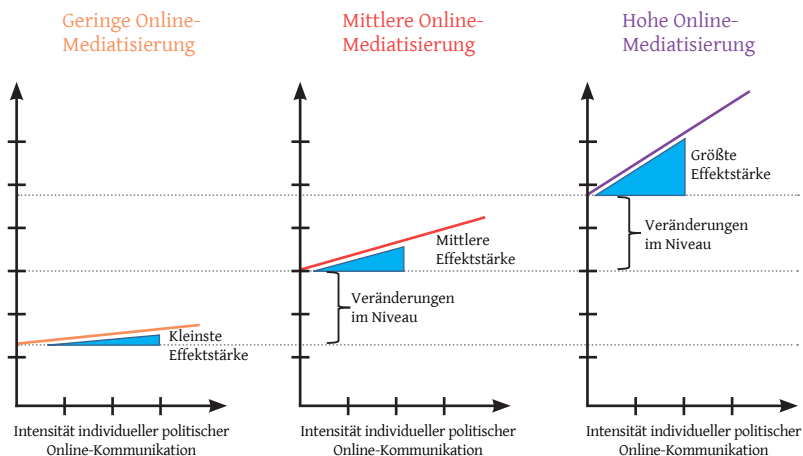 Geringe Online-
Mediatisierung
Mittlere Online-
Mediatisierung
Hohe Online-
Mediatisierung
Kleinste
Effektstärke
Mittlere
Effektstärke
Veränderungen
im Niveau
Größte
Effektstärke
Veränderungen
im Niveau
Intensität individueller politischer
Online-Kommunikation
Intensität individueller politischer
Online-Kommunikation
Intensität individueller politischer
Online-Kommunikation